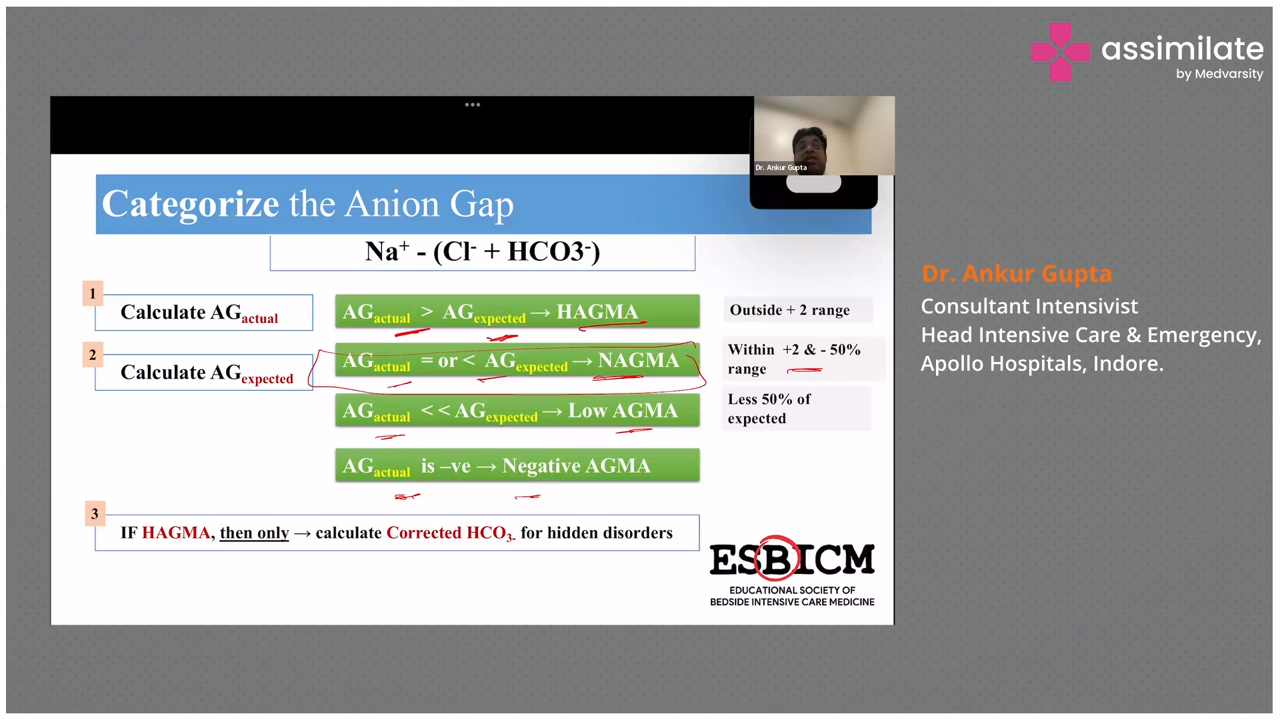 assimilate
by Medvarsity
Dr. Ankur Gupta
Categorize the Anion Gap
Na+ - (Cl- + HCO3-)
1
Calculate AGactual
AGactual > AGexpected → HAGMA
Outside + 2 range
2
Calculate AGexpected
AGactual = or < AGexpected → NAGMA
Within +2 & - 50%
range
AGactual < < AGexpected → Low AGMA
Less 50% of
expected
AGactual is –ve → Negative AGMA
3
IF HAGMA, then only → calculate Corrected HCO3- for hidden disorders
ESBICM
EDUCATIONAL SOCIETY OF
BEDSIDE INTENSIVE CARE MEDICINE
Dr. Ankur Gupta
Consultant Intensivist
Head Intensive Care & Emergency,
Apollo Hospitals, Indore.